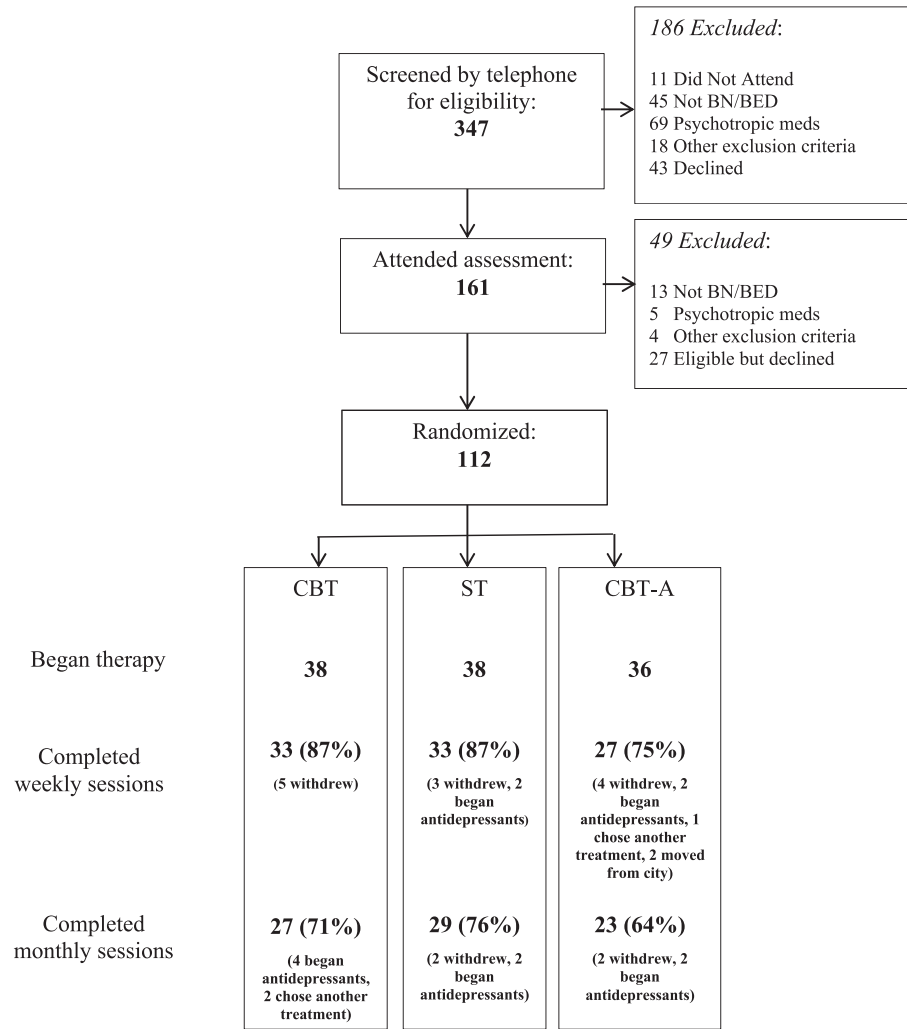 Screened by telephone
for eligibility:
347
186 Excluded:
11 Did Not Attend
45 Not BN/BED
69 Psychotropic meds
18 Other exclusion criteria
43 Declined
Attended assessment:
161
49 Excluded:
13 Not BN/BED
5 Psychotropic meds
4 Other exclusion criteria
27 Eligible but declined
Randomized:
112
CBT
ST
CBT-A
Began therapy
38
38
36
Completed
weekly sessions
33 (87%)
(5 withdrew)
33 (87%)
(3 withdrew, 2
began
antidepressants)
27 (75%)
(4 withdrew, 2
began
antidepressants, 1
chose another
treatment, 2 moved
from city)
Completed
monthly sessions
27 (71%)
(4 began
antidepressants,
2 chose another
treatment)
29 (76%)
(2 withdrew, 2
began
antidepressants)
23 (64%)
(2 withdrew, 2
began
antidepressants)